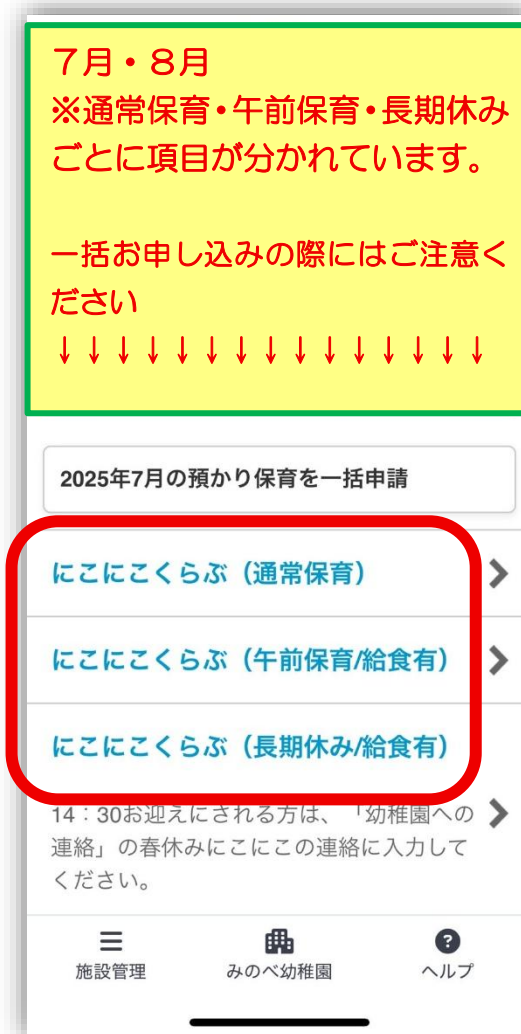 ７月・８月
※通常保育・午前保育・長期休み
ごとに項目が分かれています。
一括お申し込みの際にはご注意く
ださい
↓↓↓↓↓↓↓↓↓↓↓↓↓↓↓
2025年7月の預かり保育を一括申請
にこにこくらぶ（通常保育）
にこにこくらぶ（午前保育/給食有）
にこにこくらぶ（長期休み/給食有）
14：30お迎えにされる方は、「幼稚園への
連絡」の春休みにこにこの連絡に入力して
ください。
施設管理
みのべ幼稚園
ヘルプ